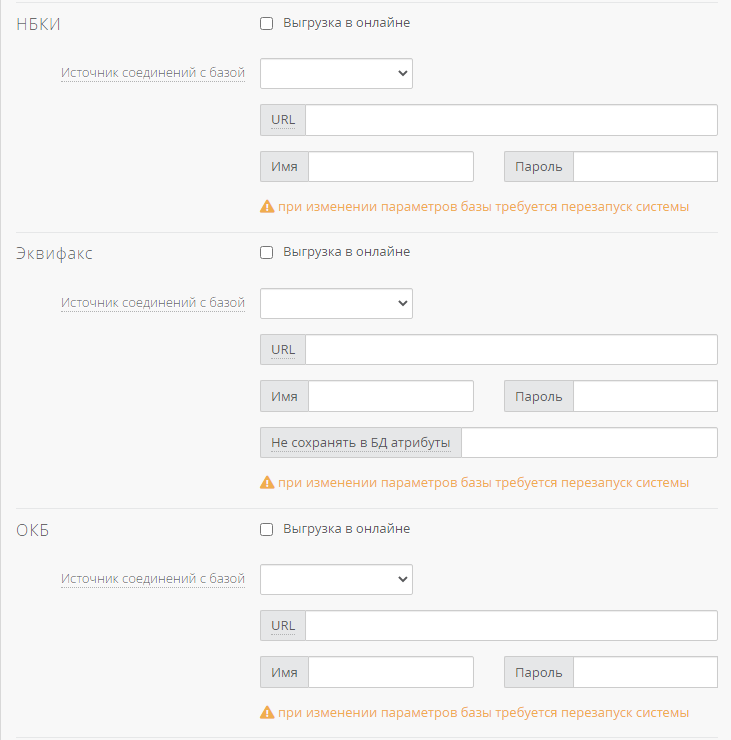 НБКИ
Выгрузка в онлайне
Источник соединений с базой
URL
Имя
Пароль
при изменении параметров базы требуется перезапуск системы
Эквифакс
Выгрузка в онлайне
Источник соединений с базой
URL
Имя
Пароль
Не сохранять в БД атрибуты
при изменении параметров базы требуется перезапуск системы
ОКБ
Выгрузка в онлайне
Источник соединений с базой
URL
Имя
Пароль
при изменении параметров базы требуется перезапуск системы